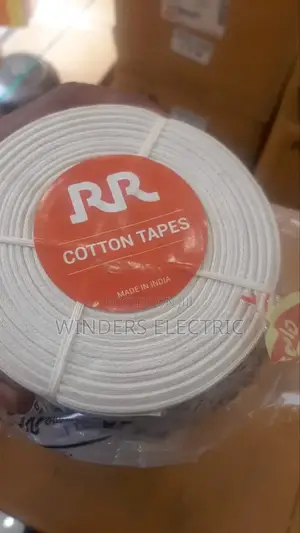 RR
COTTON TAPES
MADE IN INDIA
WINDERS ELECTRIC